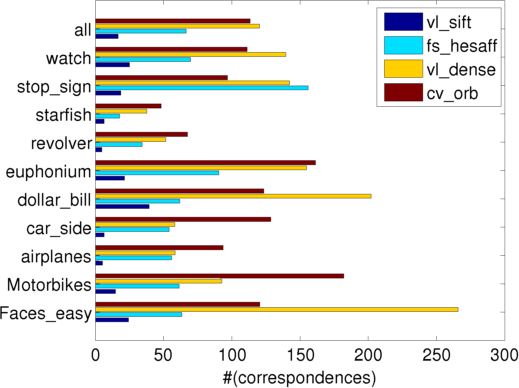 all
watch
stop_sign
starfish
revolver
euphonium
dollar_bill
car_side
airplanes
Motorbikes
Faces_easy
vl_sift
fs_hesaff
vl_dense
cv_orb
0 50 100 150 200 250 300
#(correspondences)